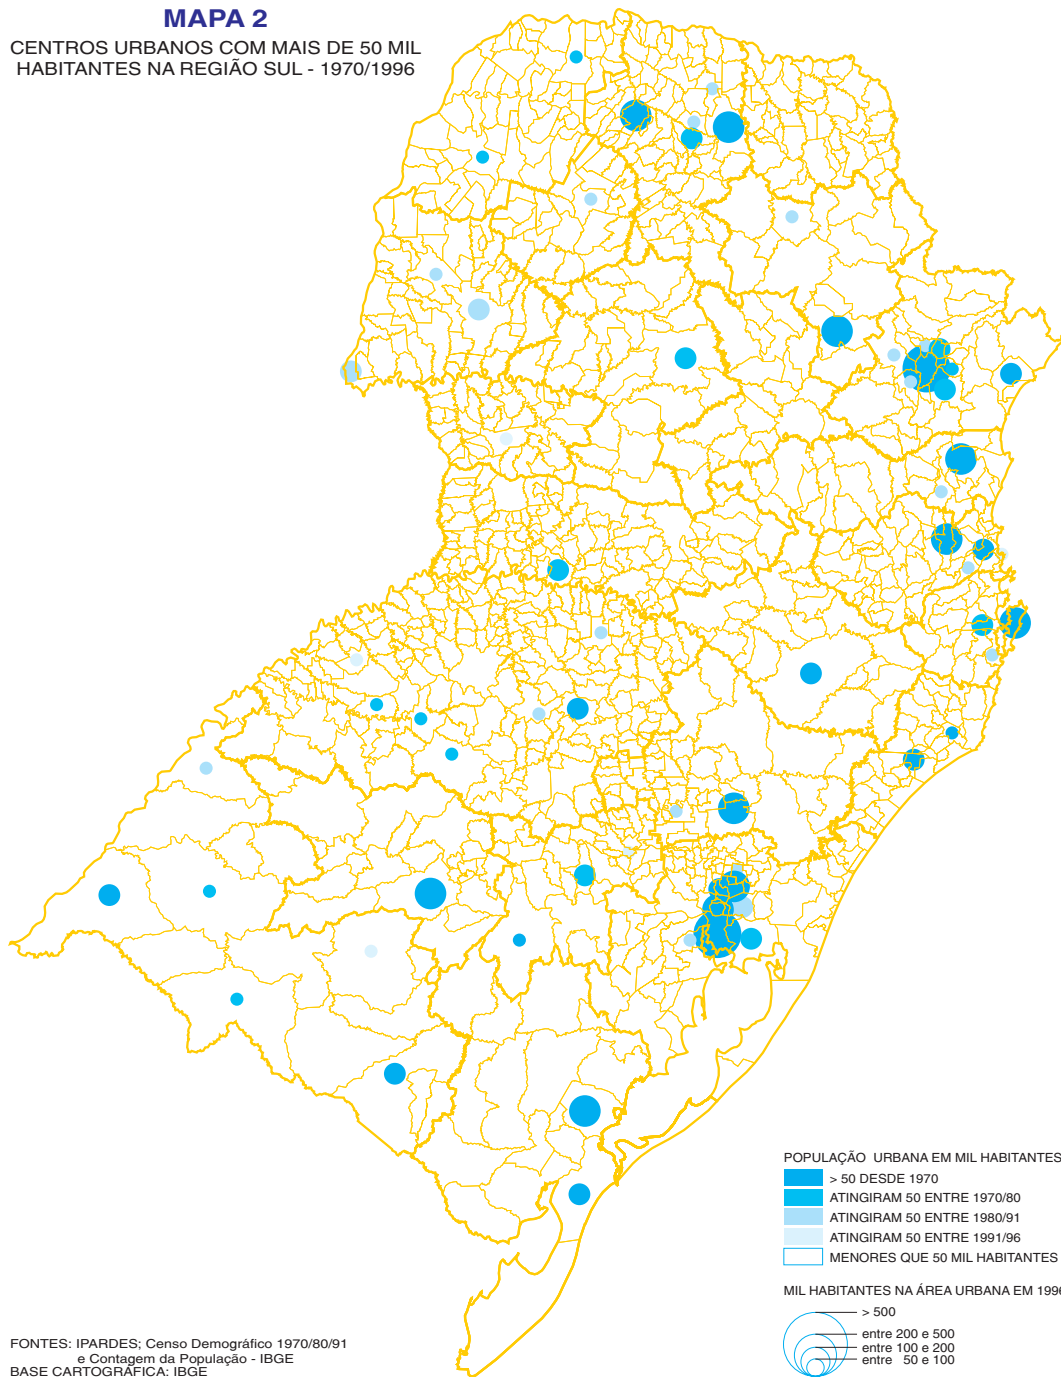 MAPA 2
CENTROS URBANOS COM MAIS DE 50 MIL
HABITANTES NA REGIÃO SUL - 1970/1996
POPULAÇÃO URBANA EM MIL HABITANTES
> 50 DESDE 1970
ATINGIRAM 50 ENTRE 1970/80
ATINGIRAM 50 ENTRE 1980/91
ATINGIRAM 50 ENTRE 1991/96
MENORES QUE 50 MIL HABITANTES
MIL HABITANTES NA ÁREA URBANA EM 1996
> 500
entre 200 e 500
entre 100 e 200
entre 50 e 100
FONTES: IPARDES; Censo Demográfico 1970/80/91
e Contagem da População - IBGE
BASE CARTOGRÁFICA: IBGE